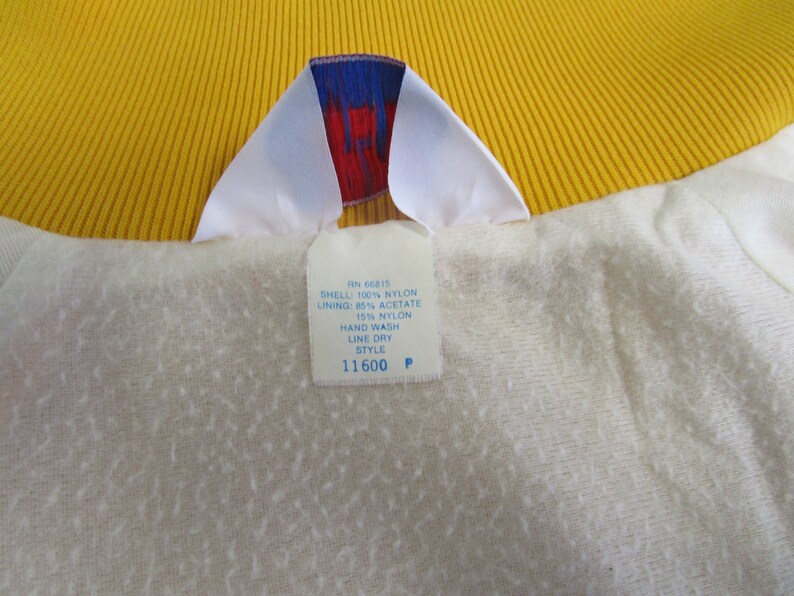 RN 66815
SHELL: 100% NYLON
LINING: 85% ACETATE
15% NYLON
HAND WASH
LINE DRY
STYLE
11600 P